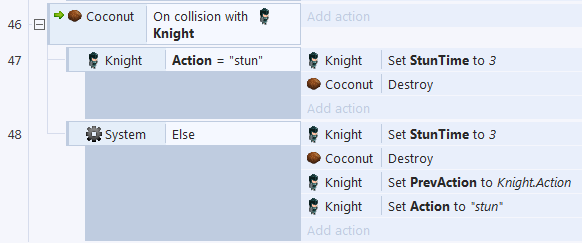 46 Coconut On collision with Knight Add action
47 Knight Action = "stun" Knight Set StunTime to 3
Coconut Destroy
Add action
48 System Else Knight Set StunTime to 3
Coconut Destroy
Knight Set PrevAction to Knight.Action
Knight Set Action to "stun"
Add action